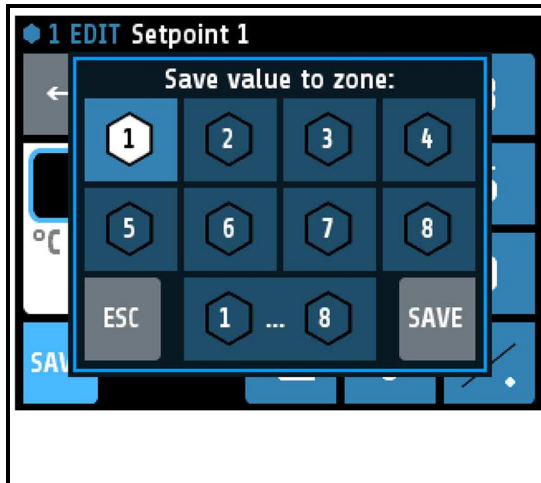 1 EDIT Setpoint 1
←
Save value to zone:
1 2 3 4
5 6 7 8
°C
ESC 1 ... 8 SAVE
SAV